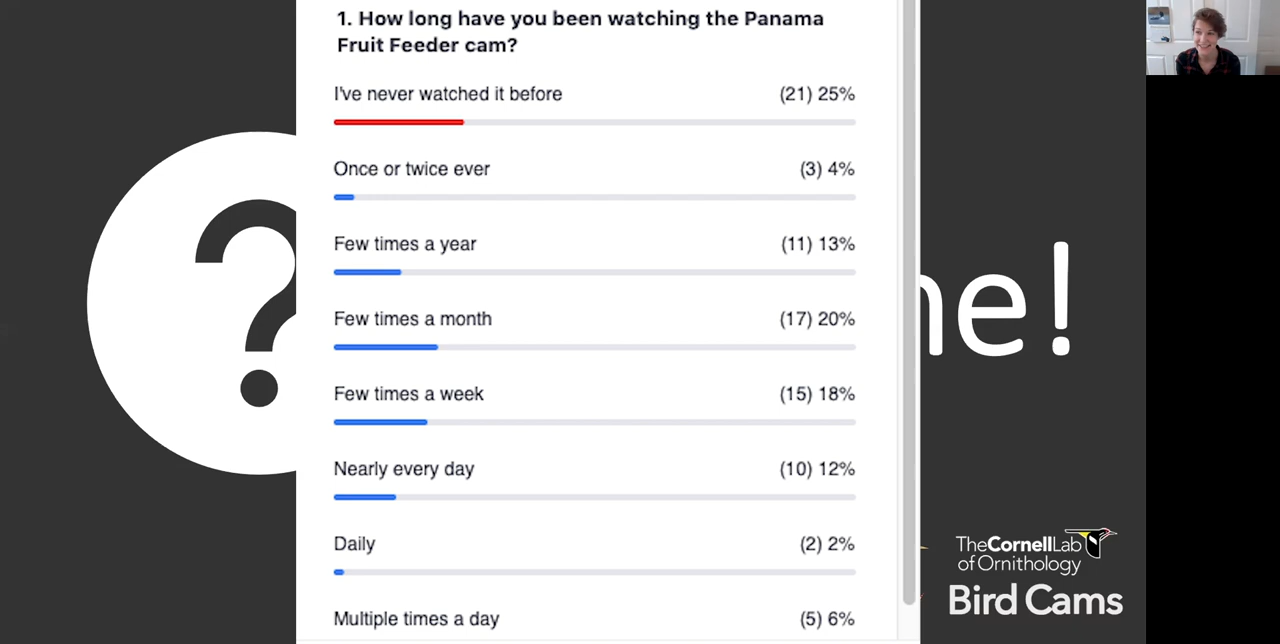 1. How long have you been watching the Panama
Fruit Feeder cam?
I've never watched it before (21) 25%
Once or twice ever (3) 4%
Few times a year (11) 13%
Few times a month (17) 20%
Few times a week (15) 18%
Nearly every day (10) 12%
Daily (2) 2%
Multiple times a day (5) 6%
?
ne!
TheCornellLab
of Ornithology
Bird Cams